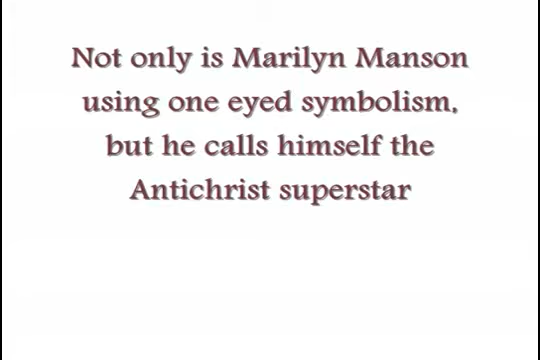 Not only is Marilyn Manson
using one eyed symbolism,
but he calls himself the
Antichrist superstar